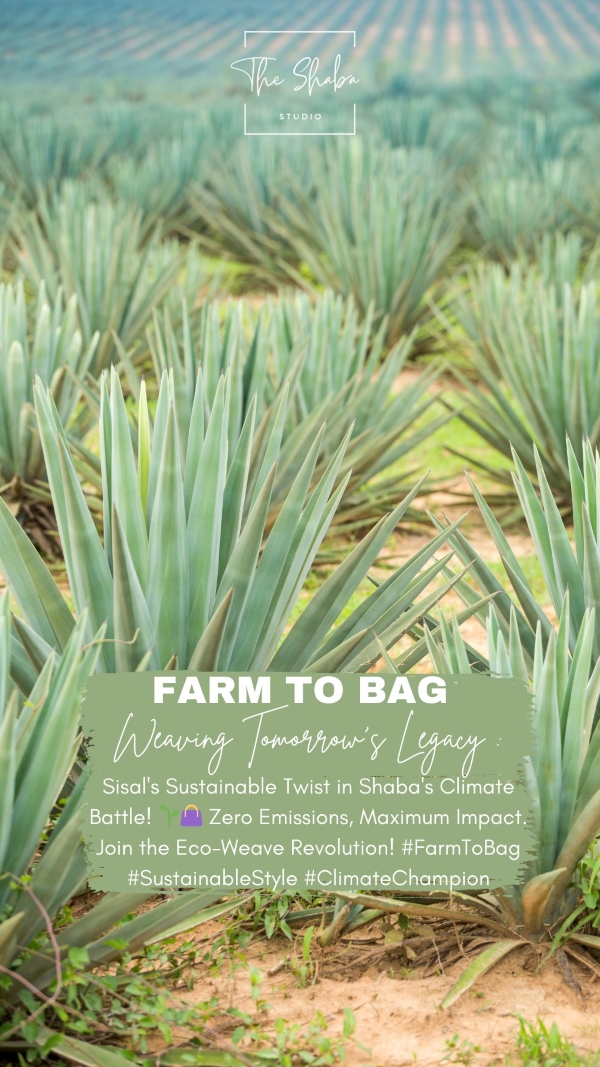 The Shaba
STUDIO
FARM TO BAG
Weaving Tomorrow's Legacy :
Sisal's Sustainable Twist in Shaba's Climate
Battle! 🌱👜 Zero Emissions, Maximum Impact.
Join the Eco-Weave Revolution! #FarmToBag
#SustainableStyle #ClimateChampion